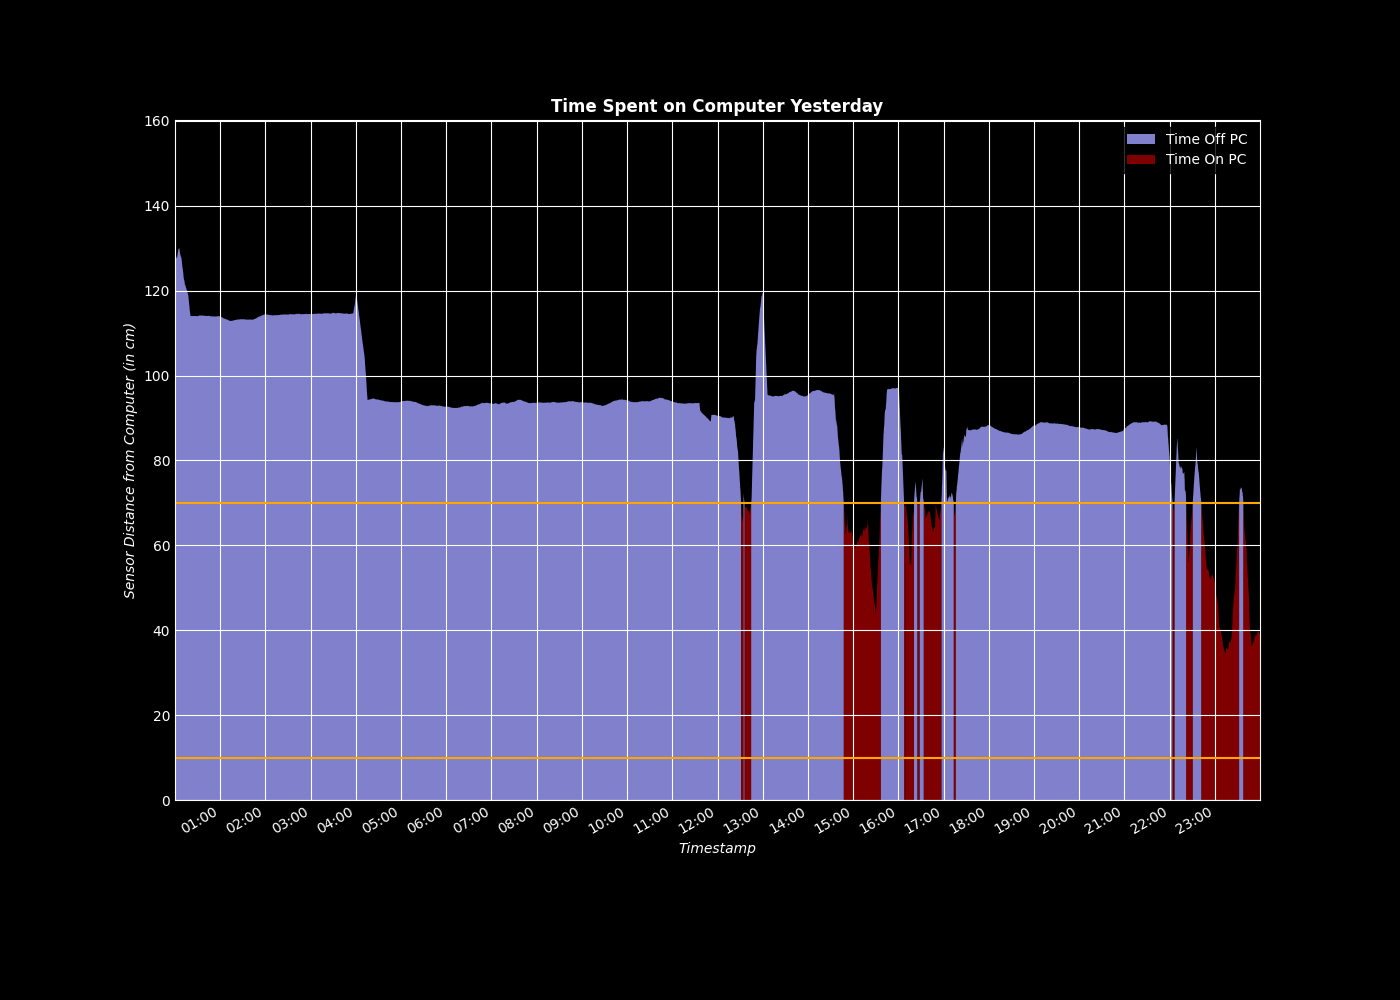 Time Spent on Computer Yesterday
160
140
120
100
80
60
40
20
0
Sensor Distance from Computer (in cm)
Time Off PC
Time On PC
01:00 02:00 03:00 04:00 05:00 06:00 07:00 08:00 09:00 10:00 11:00 12:00 13:00 14:00 15:00 16:00 17:00 18:00 19:00 20:00 21:00 22:00 23:00
Timestamp